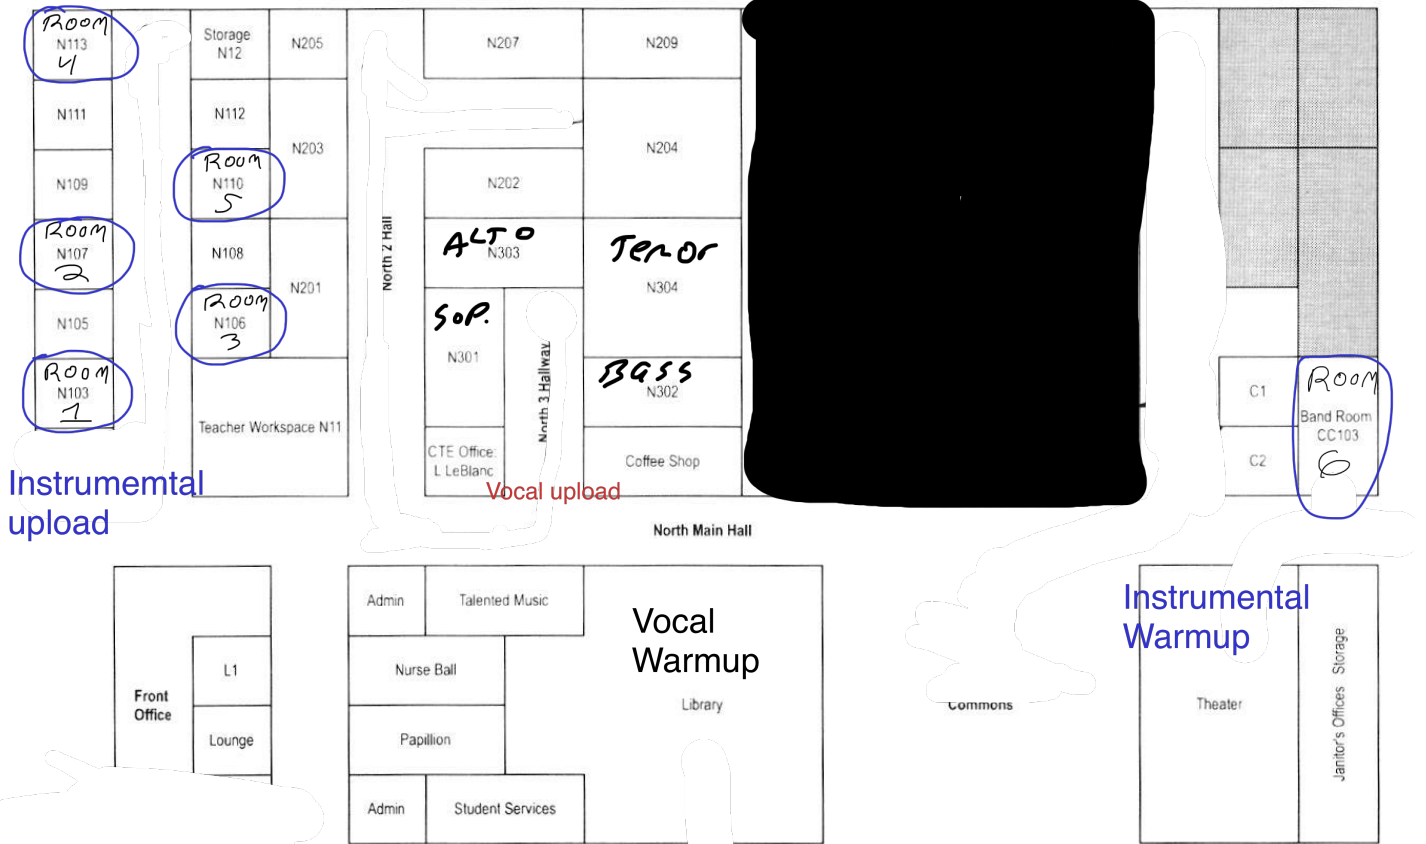 Room
N113
4
Storage
N12
N205
N207
N209
N111
N112
N203
N204
N109
Room
N110
5
N202
Room
N107
2
N108
North 2 Hall
ALTO
N303
Tenor
N304
N201
N105
Room
N106
3
SOP.
N301
North 3 Hallway
Bass
N302
Room
N103
1
C1
Room
Band Room
CC103
6
Teacher Workspace N11
CTE Office:
L LeBlanc
Coffee Shop
C2
Instrumemtal
upload
Vocal upload
North Main Hall
Admin
Talented Music
Vocal
Warmup
Instrumental
Warmup
L1
Nurse Ball
Front
Office
Library
Commons
Theater
Janitor's Offices Storage
Lounge
Papillion
Admin
Student Services